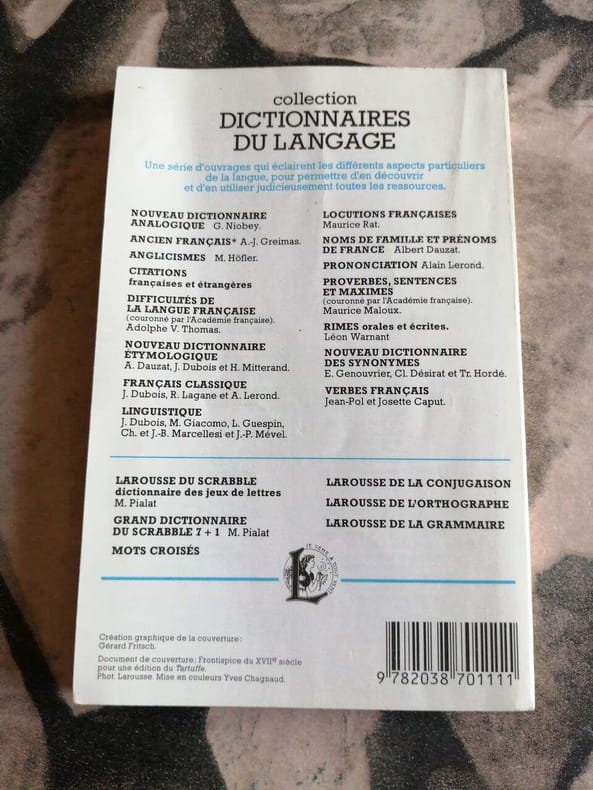 collection
DICTIONNAIRES
DU LANGAGE
Une série d'ouvrages qui éclairent les différents aspects particuliers
de la langue, pour permettre d'en découvrir
et d'en utiliser judicieusement toutes les ressources.
NOUVEAU DICTIONNAIRE
ANALOGIQUE G. Niobey.
ANCIEN FRANÇAIS* A.-J. Greimas.
ANGLICISMES M. Höfler.
CITATIONS
françaises et étrangères
DIFFICULTÉS DE
LA LANGUE FRANÇAISE
(couronné par l'Académie française).
Adolphe V. Thomas.
NOUVEAU DICTIONNAIRE
ÉTYMOLOGIQUE
A. Dauzat, J. Dubois et H. Mitterand.
FRANÇAIS CLASSIQUE
J. Dubois, R. Lagane et A. Lerond.
LINGUISTIQUE
J. Dubois, M. Giacomo, L. Guespin,
Ch. et J.-B. Marcellesi et J.-P. Mével.
LOCUTIONS FRANÇAISES
Maurice Rat.
NOMS DE FAMILLE ET PRÉNOMS
DE FRANCE Albert Dauzat.
PRONONCIATION Alain Lerond.
PROVERBES, SENTENCES
ET MAXIMES
(couronné par l'Académie française).
Maurice Maloux.
RIMES orales et écrites.
Léon Warnant
NOUVEAU DICTIONNAIRE
DES SYNONYMES
E. Genouvrier, Cl. Désirat et Tr. Hordé.
VERBES FRANÇAIS
Jean-Pol et Josette Caput.
LAROUSSE DU SCRABBLE
dictionnaire des jeux de lettres
M. Pialat
GRAND DICTIONNAIRE
DU SCRABBLE 7 + 1 M. Pialat
MOTS CROISÉS
LAROUSSE DE LA CONJUGAISON
LAROUSSE DE L'ORTHOGRAPHE
LAROUSSE DE LA GRAMMAIRE
JE SÈME À TOUT VENT
L
Création graphique de la couverture :
Gérard Fritsch.
Document de couverture : Frontispice du XVIIe siècle
pour une édition du Tartuffe.
Phot. Larousse. Mise en couleurs Yves Chagnaud.
9 782038 701111